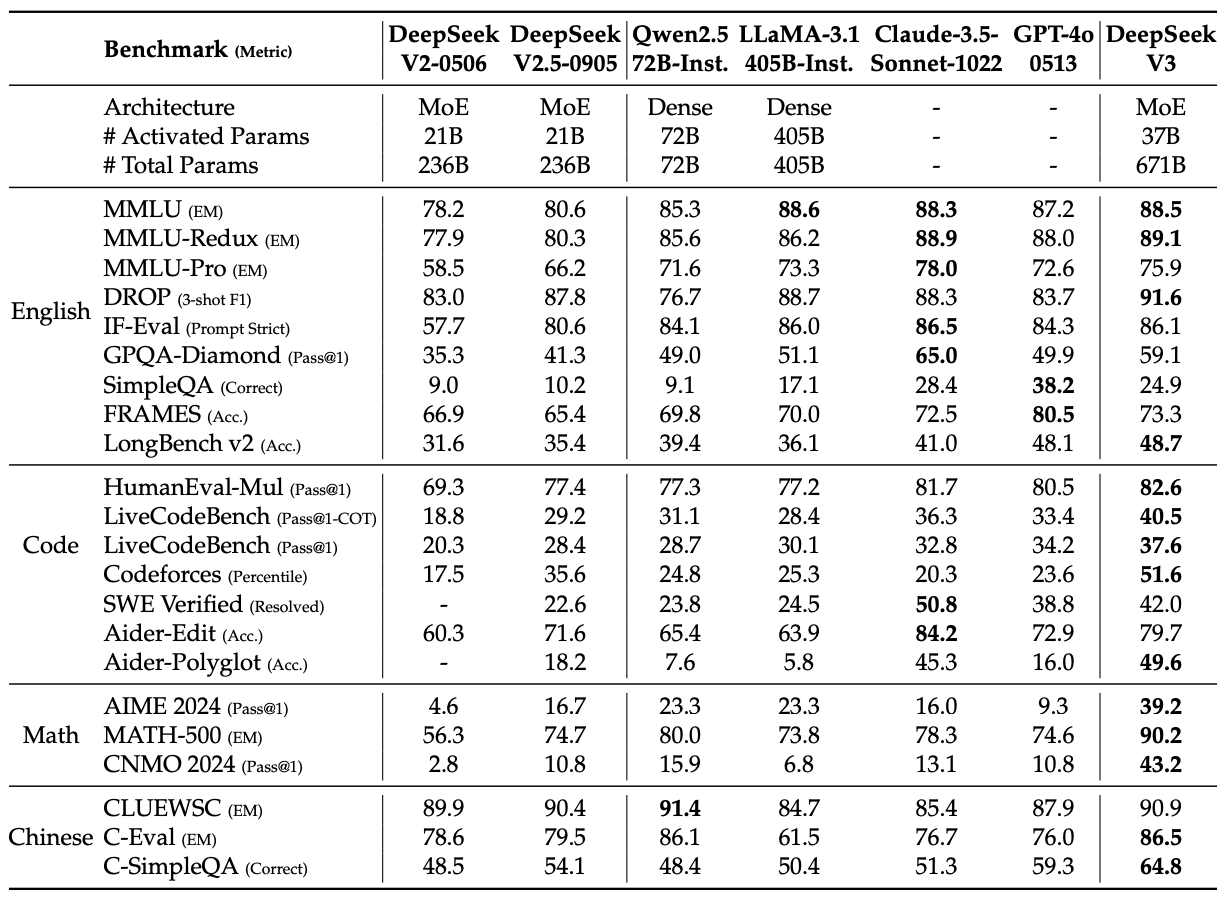 Benchmark (Metric) DeepSeek V2-0506 DeepSeek V2.5-0905 Qwen2.5 72B-Inst. LLaMA-3.1 405B-Inst. Claude-3.5-Sonnet-1022 GPT-4o 0513 DeepSeek V3
Architecture MoE MoE Dense Dense - - MoE
# Activated Params 21B 21B 72B 405B - - 37B
# Total Params 236B 236B 72B 405B - - 671B
English
MMLU (EM) 78.2 80.6 85.3 88.6 88.3 87.2 88.5
MMLU-Redux (EM) 77.9 80.3 85.6 86.2 88.9 88.0 89.1
MMLU-Pro (EM) 58.5 66.2 71.6 73.3 78.0 72.6 75.9
DROP (3-shot F1) 83.0 87.8 76.7 88.7 88.3 83.7 91.6
IF-Eval (Prompt Strict) 57.7 80.6 84.1 86.0 86.5 84.3 86.1
GPQA-Diamond (Pass@1) 35.3 41.3 49.0 51.1 65.0 49.9 59.1
SimpleQA (Correct) 9.0 10.2 9.1 17.1 28.4 38.2 24.9
FRAMES (Acc.) 66.9 65.4 69.8 70.0 72.5 80.5 73.3
LongBench v2 (Acc.) 31.6 35.4 39.4 36.1 41.0 48.1 48.7
Code
HumanEval-Mul (Pass@1) 69.3 77.4 77.3 77.2 81.7 80.5 82.6
LiveCodeBench (Pass@1-COT) 18.8 29.2 31.1 28.4 36.3 33.4 40.5
LiveCodeBench (Pass@1) 20.3 28.4 28.7 30.1 32.8 34.2 37.6
Codeforces (Percentile) 17.5 35.6 24.8 25.3 20.3 23.6 51.6
SWE Verified (Resolved) - 22.6 23.8 24.5 50.8 38.8 42.0
Aider-Edit (Acc.) 60.3 71.6 65.4 63.9 84.2 72.9 79.7
Aider-Polyglot (Acc.) - 18.2 7.6 5.8 45.3 16.0 49.6
Math
AIME 2024 (Pass@1) 4.6 16.7 23.3 23.3 16.0 9.3 39.2
MATH-500 (EM) 56.3 74.7 80.0 73.8 78.3 74.6 90.2
CNMO 2024 (Pass@1) 2.8 10.8 15.9 6.8 13.1 10.8 43.2
Chinese
CLUEWSC (EM) 89.9 90.4 91.4 84.7 85.4 87.9 90.9
C-Eval (EM) 78.6 79.5 86.1 61.5 76.7 76.0 86.5
C-SimpleQA (Correct) 48.5 54.1 48.4 50.4 51.3 59.3 64.8